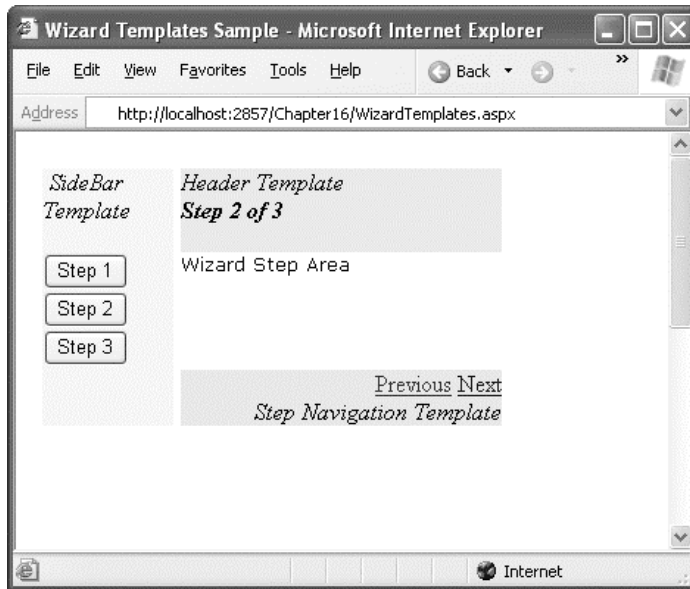 Wizard Templates Sample - Microsoft Internet Explorer
File Edit View Favorites Tools Help Back »
Address http://localhost:2857/Chapter16/WizardTemplates.aspx
SideBar
Template
Header Template
Step 2 of 3
Step 1
Step 2
Step 3
Wizard Step Area
Previous Next
Step Navigation Template
Internet